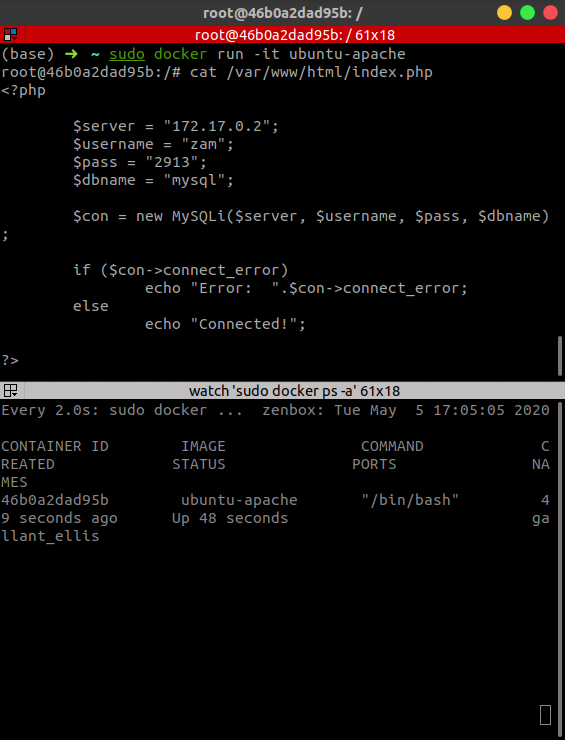 root@46b0a2dad95b: /
root@46b0a2dad95b: / 61x18
(base) ➜ ~ sudo docker run -it ubuntu-apache
root@46b0a2dad95b:/# cat /var/www/html/index.php
<?php
$server = "172.17.0.2";
$username = "zam";
$pass = "2913";
$dbname = "mysql";
$con = new MySQLi($server, $username, $pass, $dbname)
;
if ($con->connect_error)
echo "Error:  ".$con->connect_error;
else
echo "Connected!";
?>
watch 'sudo docker ps -a' 61x18
Every 2.0s: sudo docker ...  zenbox: Tue May  5 17:05:05 2020
CONTAINER ID        IMAGE               COMMAND             C
REATED             STATUS              PORTS               NA
MES
46b0a2dad95b        ubuntu-apache       "/bin/bash"         4
9 seconds ago      Up 48 seconds                           ga
llant_ellis